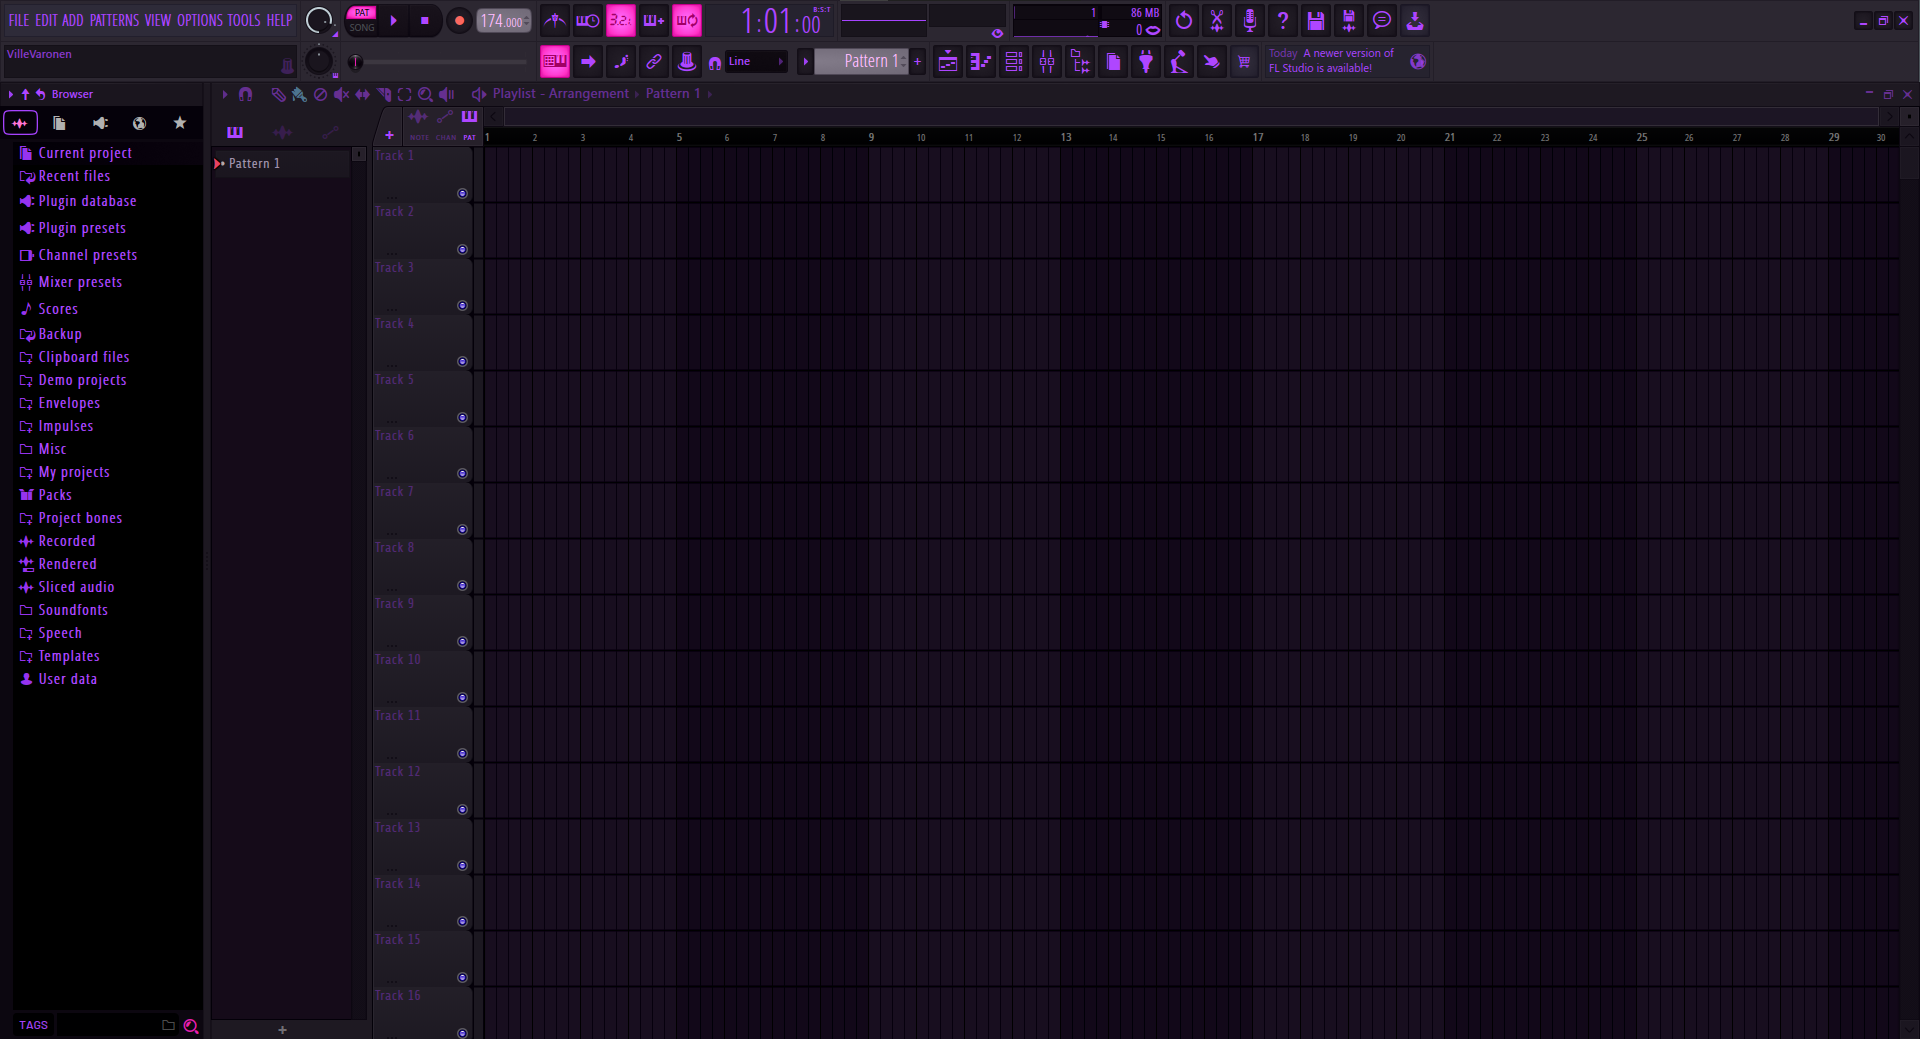 FILE EDIT ADD PATTERNS VIEW OPTIONS TOOLS HELP
PAT
SONG
174.000
3.2.
1:01:00
B:S:T
1
86 MB
0
VilleVaronen
Line
Pattern 1
+
Today A newer version of
FL Studio is available!
Browser
Playlist - Arrangement › Pattern 1 ›
NOTE CHAN PAT
1 2 3 4 5 6 7 8 9 10 11 12 13 14 15 16 17 18 19 20 21 22 23 24 25 26 27 28 29 30
Current project
Recent files
Plugin database
Plugin presets
Channel presets
Mixer presets
Scores
Backup
Clipboard files
Demo projects
Envelopes
Impulses
Misc
My projects
Packs
Project bones
Recorded
Rendered
Sliced audio
Soundfonts
Speech
Templates
User data
TAGS
Pattern 1
+
Track 1
Track 2
Track 3
Track 4
Track 5
Track 6
Track 7
Track 8
Track 9
Track 10
Track 11
Track 12
Track 13
Track 14
Track 15
Track 16